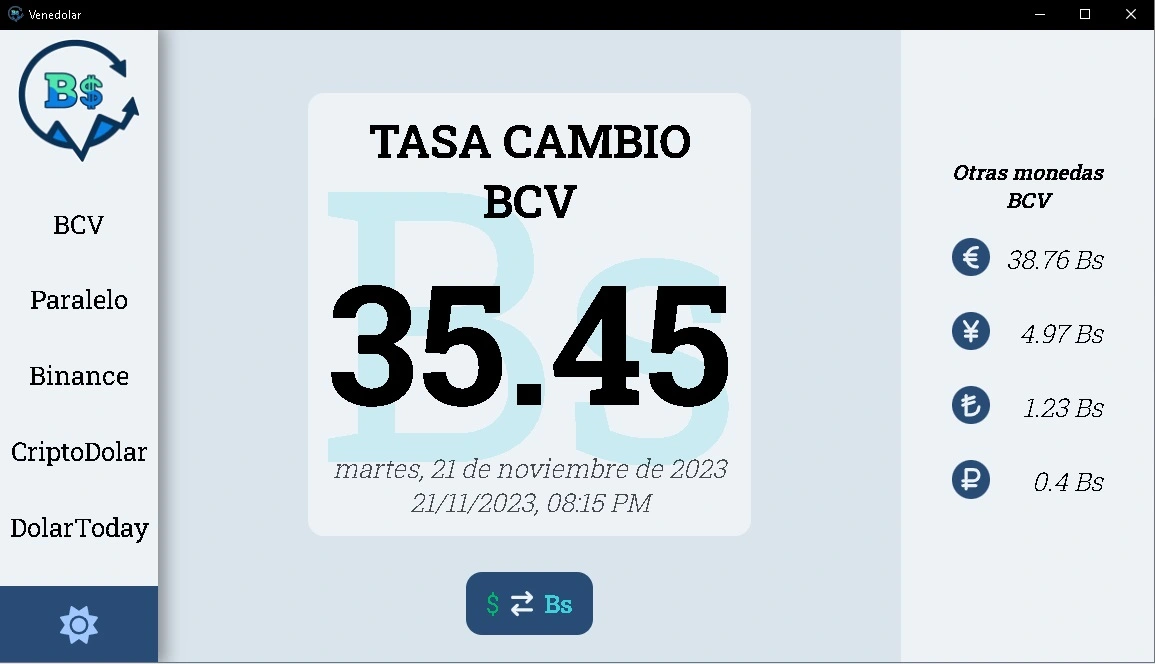 Venedolar
B$
BCV
Paralelo
Binance
CriptoDolar
DolarToday
TASA CAMBIO
BCV
Bs
35.45
martes, 21 de noviembre de 2023
21/11/2023, 08:15 PM
$ ⇄ Bs
Otras monedas
BCV
€ 38.76 Bs
¥ 4.97 Bs
₺ 1.23 Bs
₽ 0.4 Bs